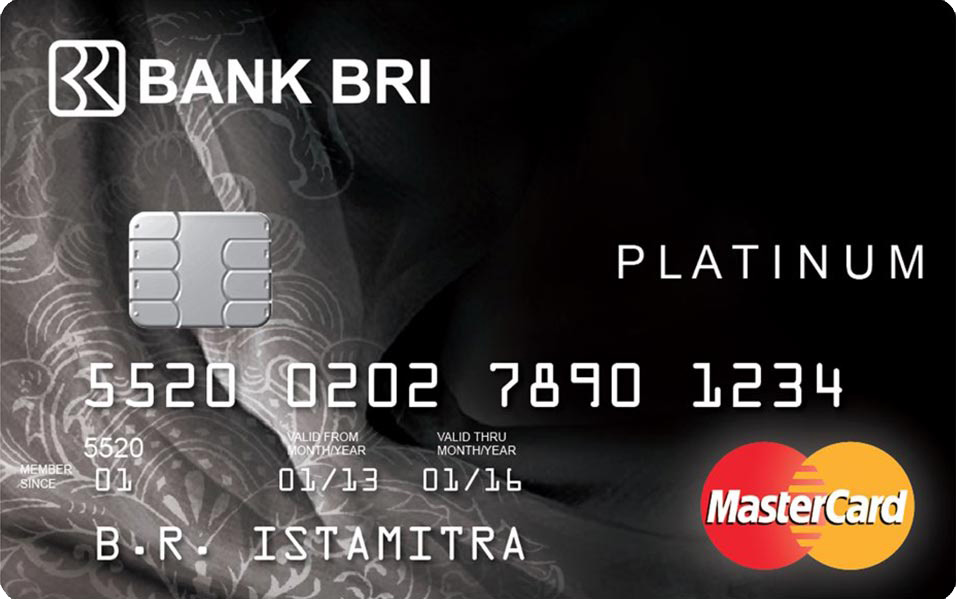 BANK BRI
PLATINUM
5520 0202 7890 1234
5520
VALID FROM
MONTH/YEAR
VALID THRU
MONTH/YEAR
MEMBER
SINCE
01
01/13
01/16
B.R. ISTAMITRA
MasterCard